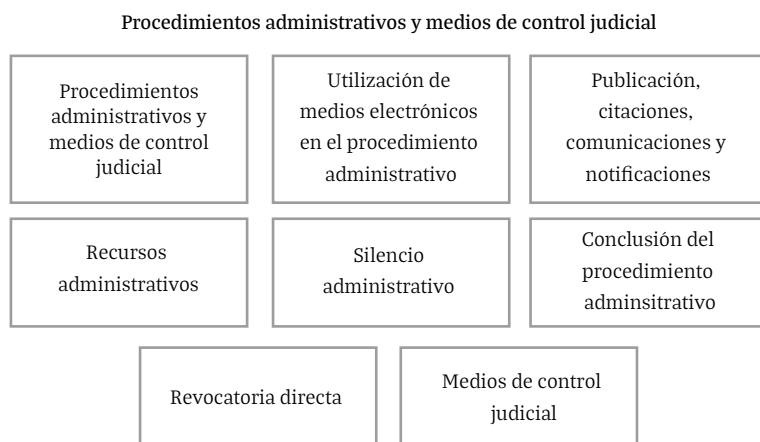 Procedimientos administrativos y medios de control judicial
Procedimientos
administrativos y
medios de control
judicial
Utilización de
medios electrónicos
en el procedimiento
administrativo
Publicación,
citaciones,
comunicaciones y
notificaciones
Recursos
administrativos
Silencio
administrativo
Conclusión del
procedimiento
adminsitrativo
Revocatoria directa
Medios de control
judicial